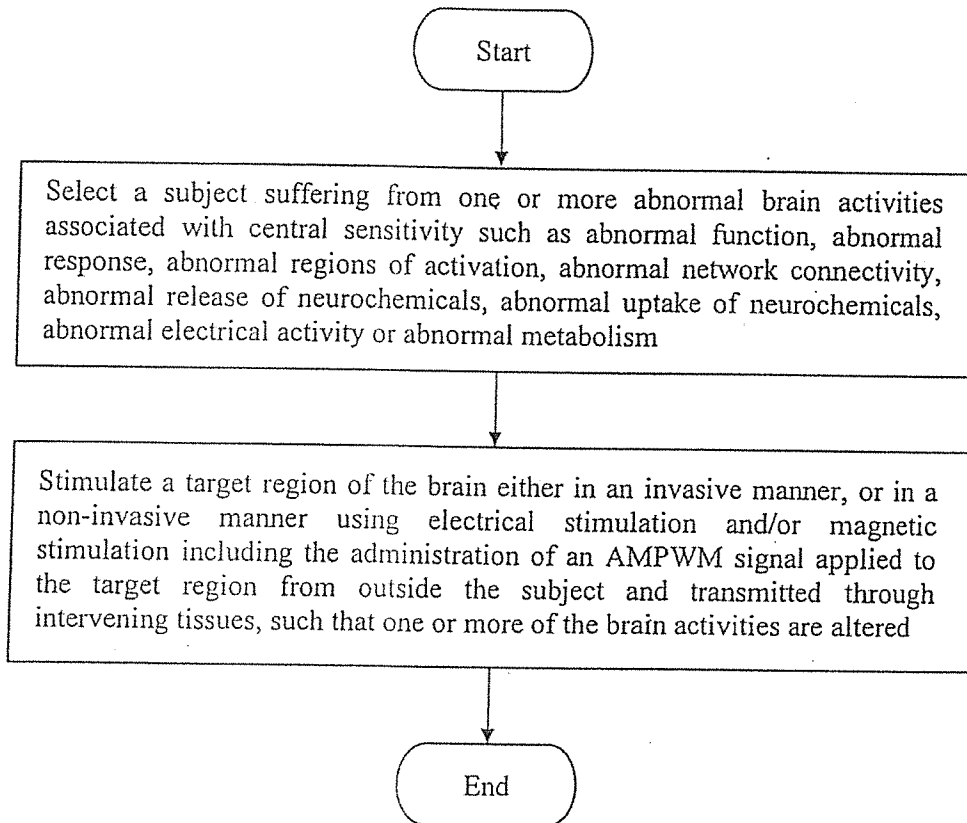 Start
Select a subject suffering from one or more abnormal brain activities
associated with central sensitivity such as abnormal function, abnormal
response, abnormal regions of activation, abnormal network connectivity,
abnormal release of neurochemicals, abnormal uptake of neurochemicals,
abnormal electrical activity or abnormal metabolism
Stimulate a target region of the brain either in an invasive manner, or in a
non-invasive manner using electrical stimulation and/or magnetic
stimulation including the administration of an AMPWM signal applied to
the target region from outside the subject and transmitted through
intervening tissues, such that one or more of the brain activities are altered
End